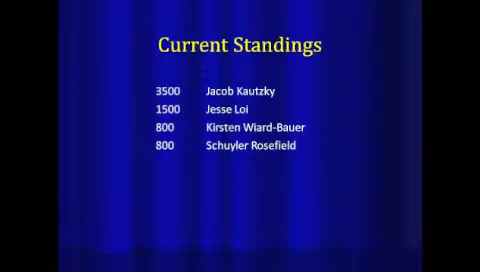 Current Standings
3500 Jacob Kautzky
1500 Jesse Loi
800 Kirsten Wiard-Bauer
800 Schuyler Rosefield